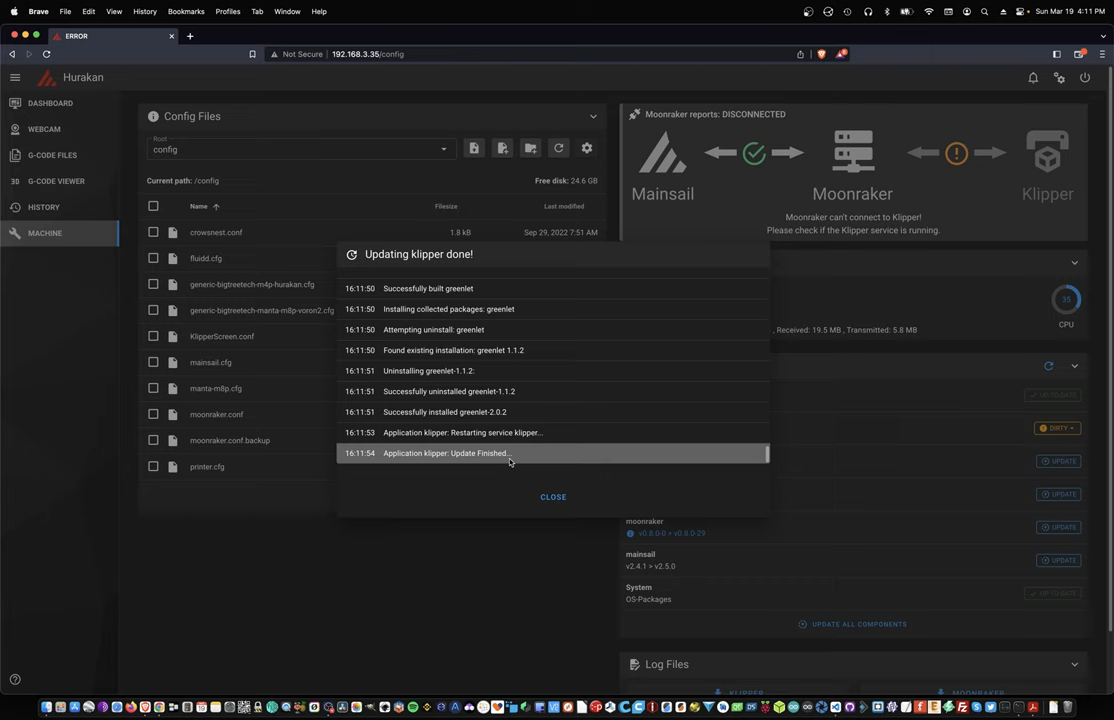 Brave File Edit View History Bookmarks Profiles Tab Window Help Sun Mar 19 4:11 PM
ERROR
Not Secure 192.168.3.35/config
Hurakan
DASHBOARD
WEBCAM
G-CODE FILES
3D G-CODE VIEWER
HISTORY
MACHINE
Config Files
Root
config
Current path: /config Free disk: 24.6 GB
Name Filesize Last modified
crowsnest.conf 1.8 kB Sep 29, 2022 7:51 AM
fluidd.cfg
generic-bigtreetech-m4p-hurakan.cfg
generic-bigtreetech-manta-m8p-voron2.cfg
KlipperScreen.conf
mainsail.cfg
manta-m8p.cfg
moonraker.conf
moonraker.conf.backup
printer.cfg
Updating klipper done!
16:11:50 Successfully built greenlet
16:11:50 Installing collected packages: greenlet
16:11:50 Attempting uninstall: greenlet
16:11:50 Found existing installation: greenlet 1.1.2
16:11:51 Uninstalling greenlet-1.1.2:
16:11:51 Successfully uninstalled greenlet-1.1.2
16:11:51 Successfully installed greenlet-2.0.2
16:11:53 Application klipper: Restarting service klipper...
16:11:54 Application klipper: Update Finished...
CLOSE
Moonraker reports: DISCONNECTED
Mainsail Moonraker Klipper
Moonraker can't connect to Klipper!
Please check if the Klipper service is running.
, Received: 19.5 MB , Transmitted: 5.8 MB
35
CPU
UP-TO-DATE
DIRTY
UPDATE
UPDATE
moonraker
v0.8.0-0 > v0.8.0-29
UPDATE
mainsail
v2.4.1 > v2.5.0
UPDATE
System
OS-Packages
UP-TO-DATE
UPDATE ALL COMPONENTS
Log Files
KLIPPER MOONRAKER